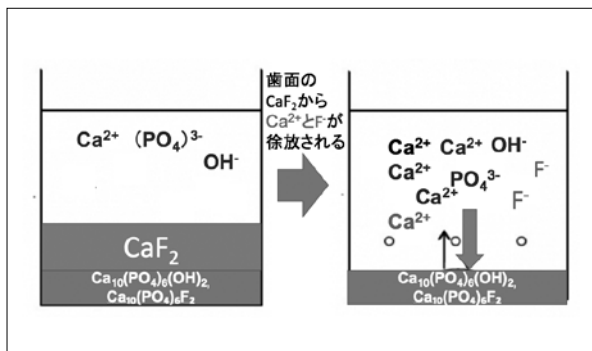 Ca2+ (PO4)3-
OH-
CaF2
Ca10(PO4)6(OH)2,
Ca10(PO4)6F2
歯面の
CaF2から
Ca2+とF-が
徐放される
Ca2+ Ca2+ OH-
Ca2+ PO43- F-
Ca2+ F-
Ca2+
Ca10(PO4)6(OH)2,
Ca10(PO4)6F2